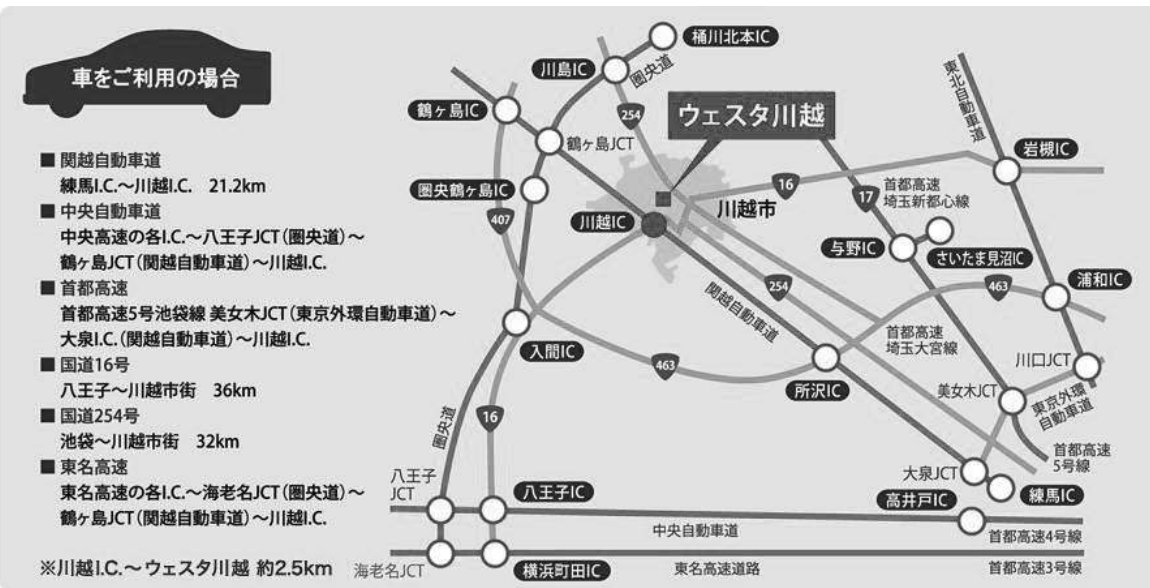 車をご利用の場合
■ 関越自動車道
練馬I.C.～川越I.C. 21.2km
■ 中央自動車道
中央高速の各I.C.～八王子JCT(圏央道)～
鶴ヶ島JCT(関越自動車道)～川越I.C.
■ 首都高速
首都高速5号池袋線 美女木JCT(東京外環自動車道)～
大泉I.C.(関越自動車道)～川越I.C.
■ 国道16号
八王子～川越市街 36km
■ 国道254号
池袋～川越市街 32km
■ 東名高速
東名高速の各I.C.～海老名JCT(圏央道)～
鶴ヶ島JCT(関越自動車道)～川越I.C.
※川越I.C.～ウェスタ川越 約2.5km
桶川北本IC
川島IC
圏央道
鶴ヶ島IC
254
ウェスタ川越
東北自動車道
鶴ヶ島JCT
岩槻IC
圏央鶴ヶ島IC
16
17
首都高速
埼玉新都心線
407
川越IC
川越市
与野IC
さいたま見沼IC
関越自動車道
254
463
浦和IC
入間IC
首都高速
埼玉大宮線
463
所沢IC
川口JCT
美女木JCT
東京外環
自動車道
16
圏央道
首都高速
5号線
八王子
JCT
八王子IC
大泉JCT
練馬IC
高井戸IC
中央自動車道
首都高速4号線
海老名JCT
横浜町田IC
東名高速道路
首都高速3号線